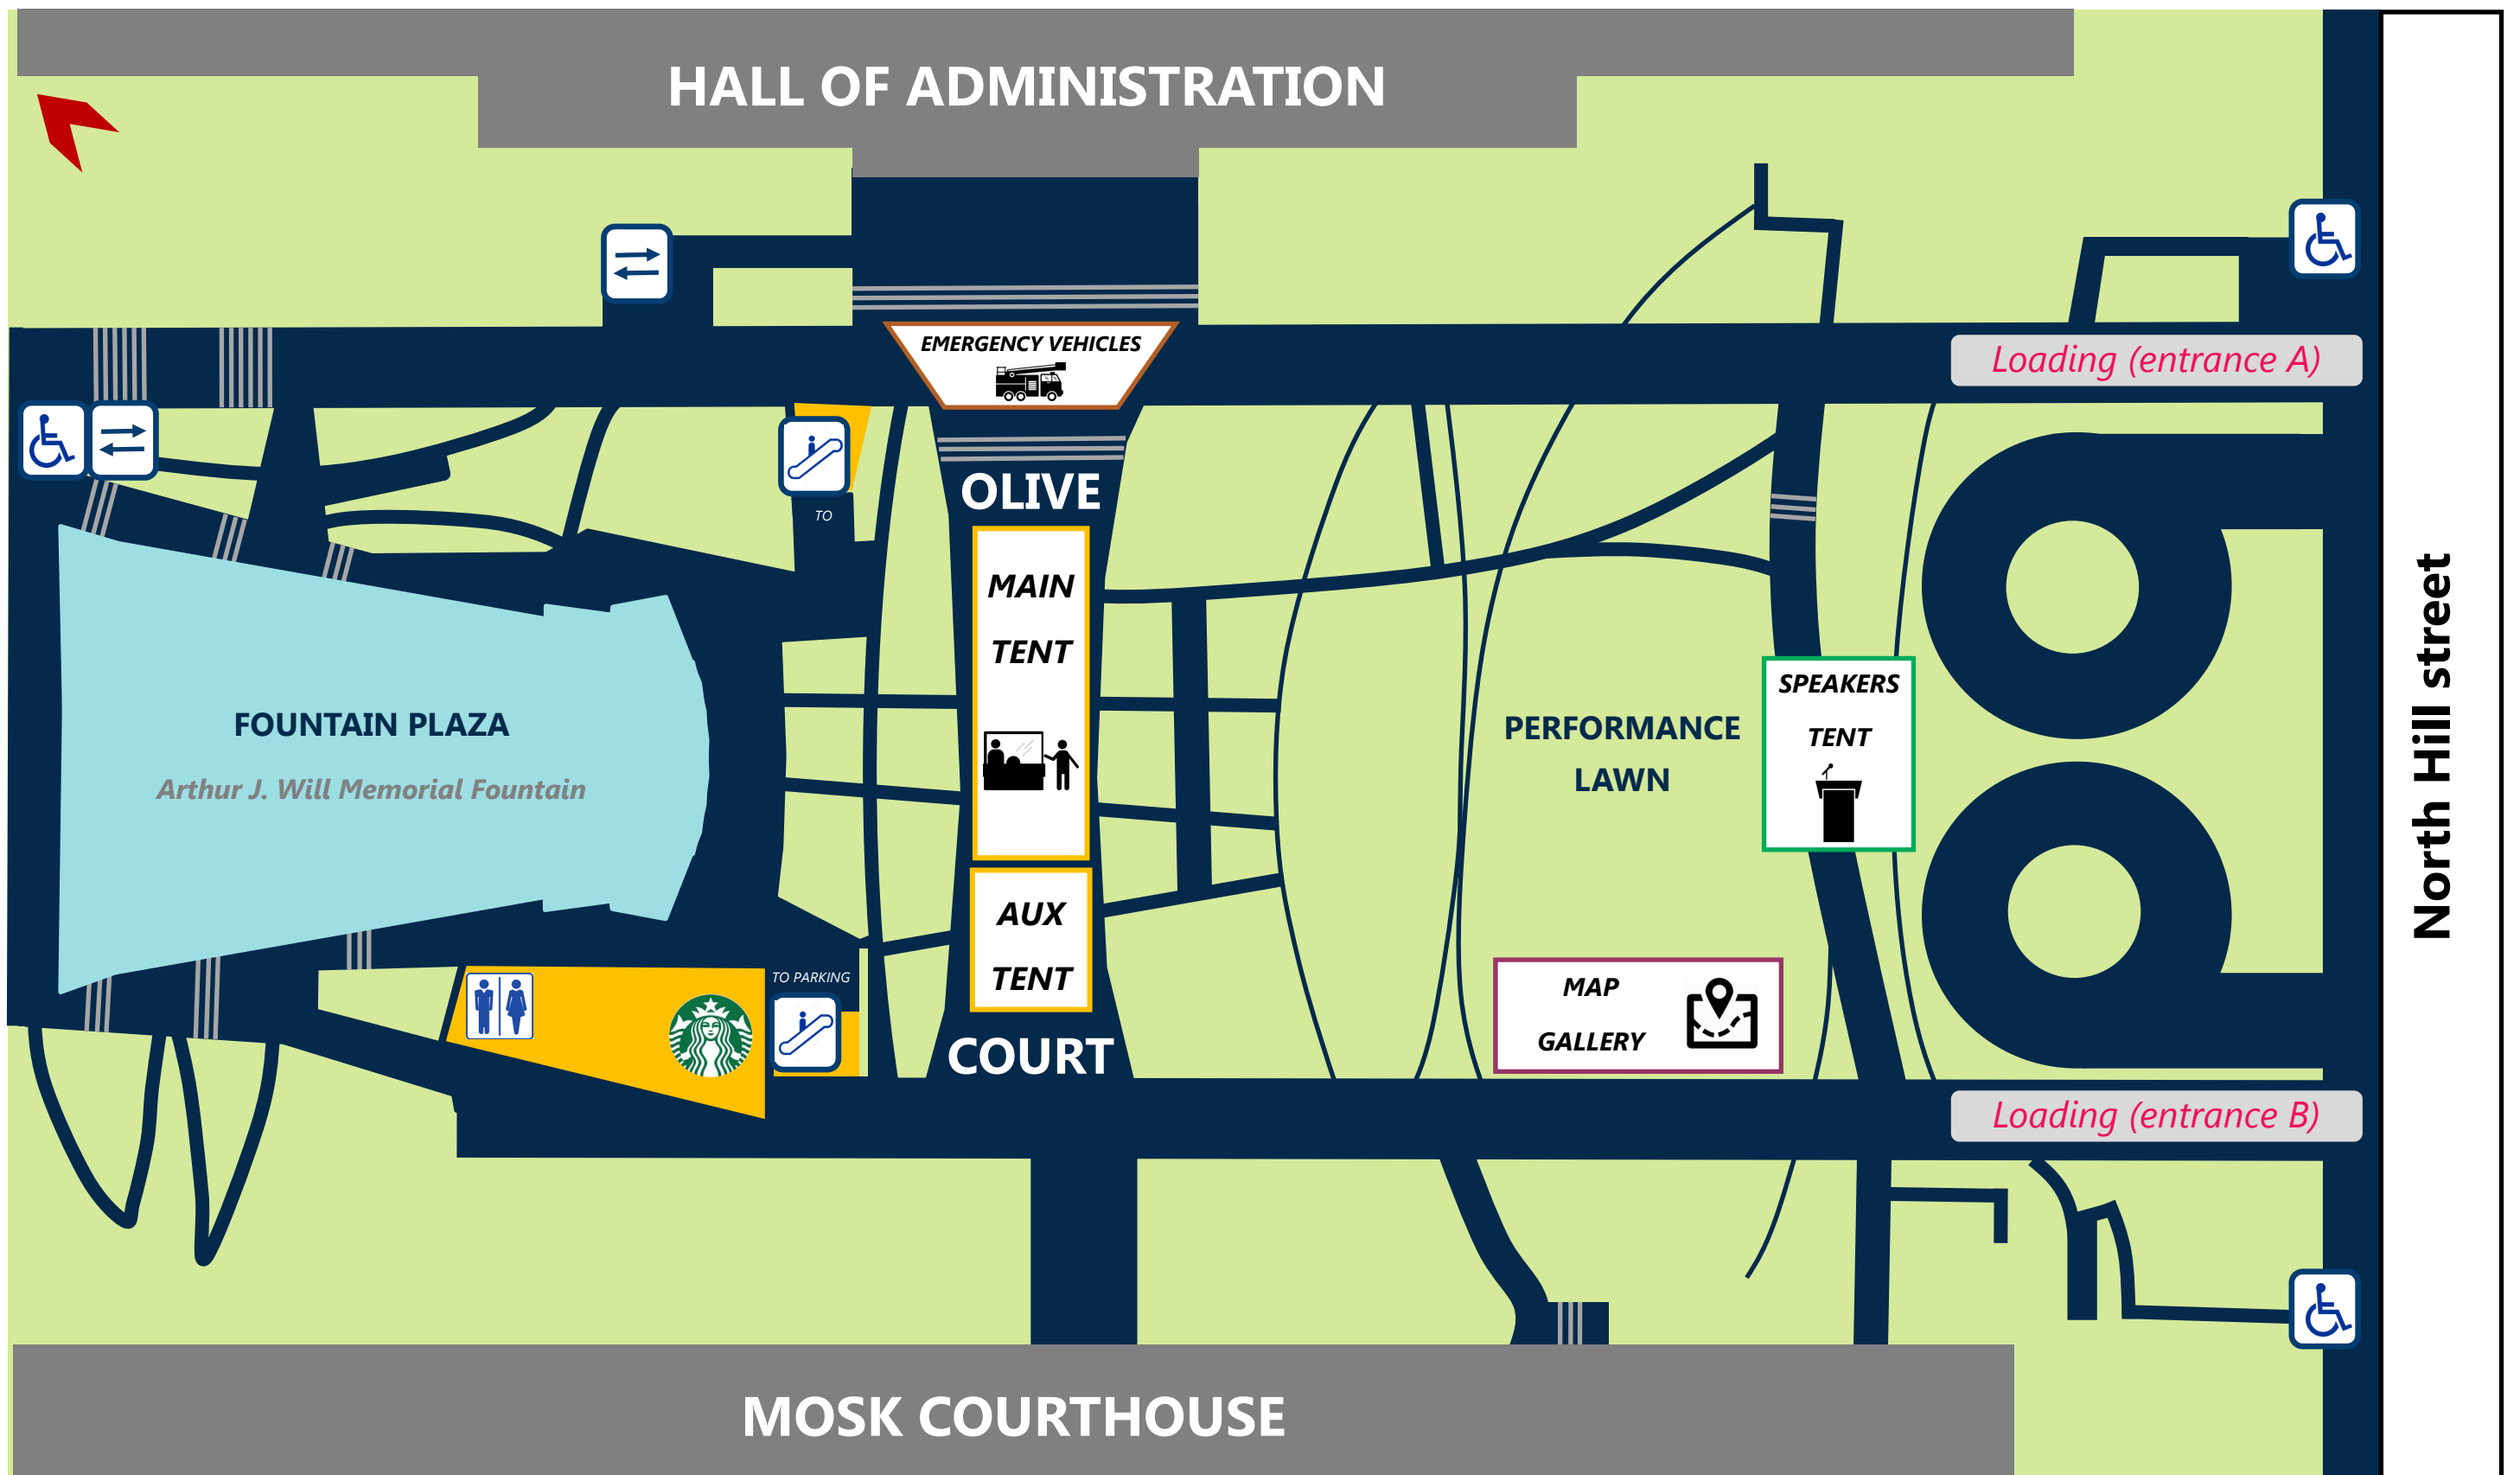 HALL OF ADMINISTRATION
EMERGENCY VEHICLES
Loading (entrance A)
OLIVE
TO
MAIN
TENT
FOUNTAIN PLAZA
Arthur J. Will Memorial Fountain
PERFORMANCE
LAWN
SPEAKERS
TENT
North Hill street
AUX
TENT
TO PARKING
MAP
GALLERY
COURT
Loading (entrance B)
MOSK COURTHOUSE